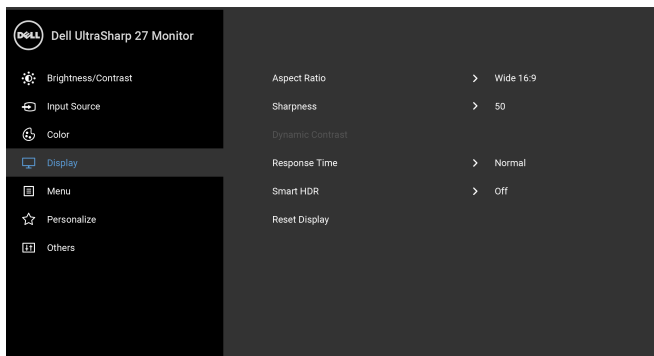 DELL Dell UltraSharp 27 Monitor
Brightness/Contrast
Input Source
Color
Display
Menu
Personalize
Others
Aspect Ratio > Wide 16:9
Sharpness > 50
Dynamic Contrast
Response Time > Normal
Smart HDR > Off
Reset Display